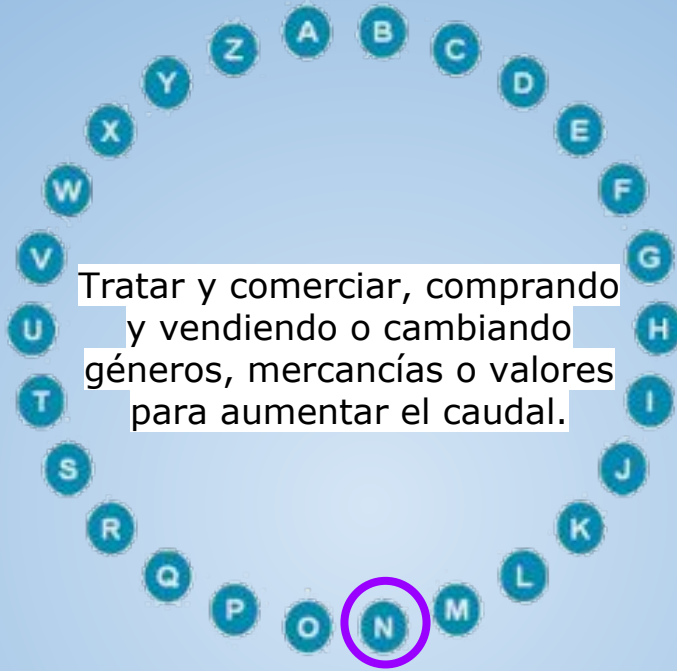 A
B
C
D
E
F
G
H
I
J
K
L
M
N
O
P
Q
R
S
T
U
V
W
X
Y
Z
Tratar y comerciar, comprando
y vendiendo o cambiando
géneros, mercancías o valores
para aumentar el caudal.